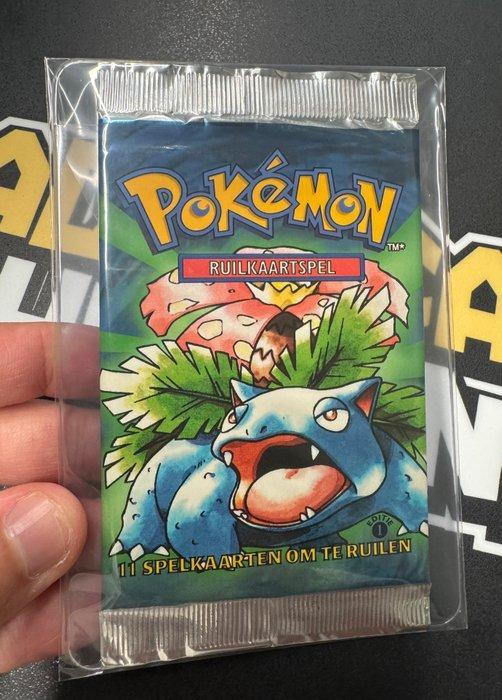 POKéMON
TM*
RUILKAARTSPEL
EDITIE
1
11 SPELKAARTEN OM TE RUILEN